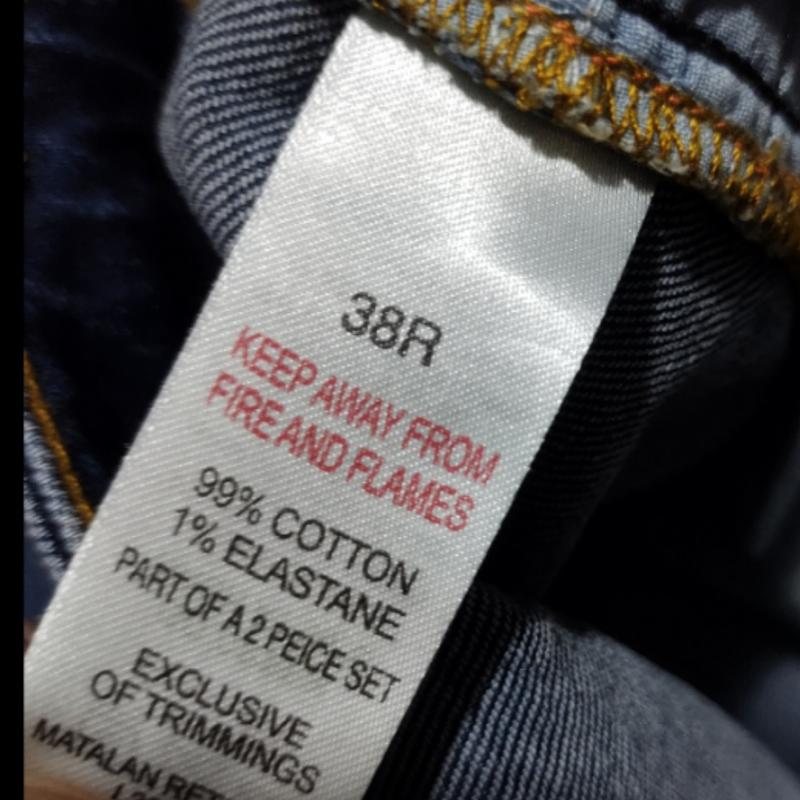 38R
KEEP AWAY FROM
FIRE AND FLAMES
99% COTTON
1% ELASTANE
PART OF A 2 PEICE SET
EXCLUSIVE
OF TRIMMINGS
MATALAN